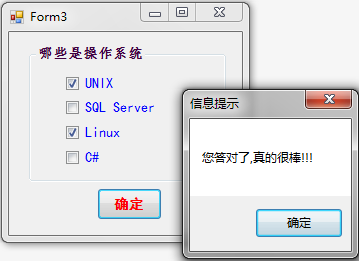 Form3
哪些是操作系统
UNIX
SQL Server
Linux
C#
确定
信息提示
您答对了,真的很棒!!!
确定